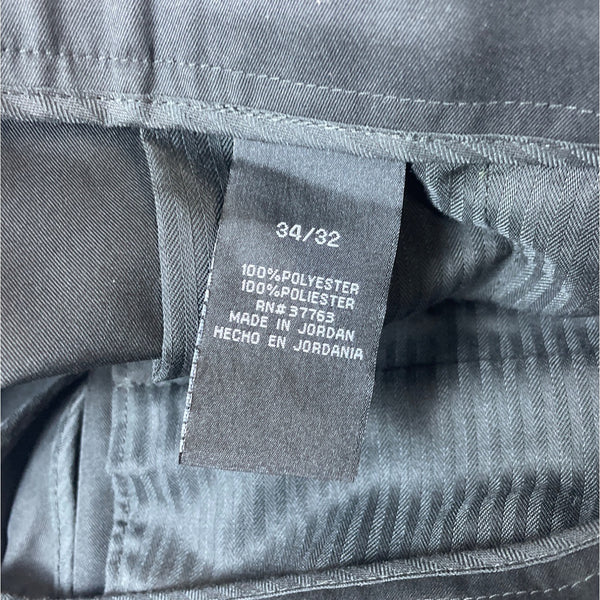 34/32
100%POLYESTER
100%POLIESTER
RN#37763
MADE IN JORDAN
HECHO EN JORDANIA